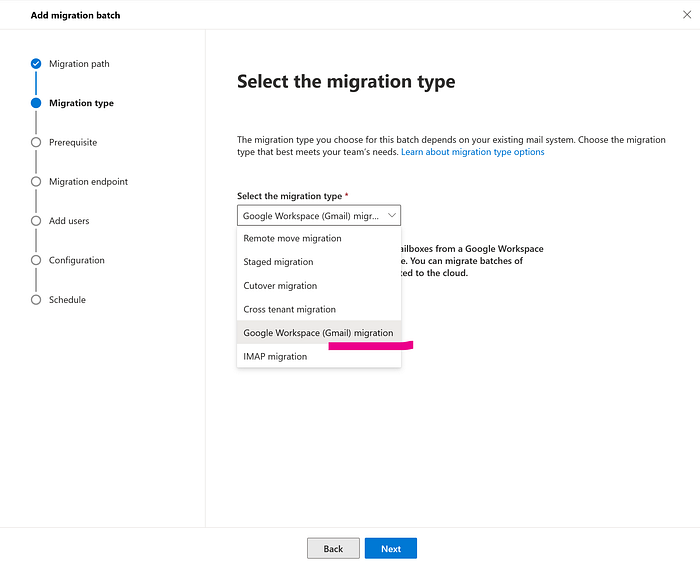 Add migration batch
Migration path
Migration type
Prerequisite
Migration endpoint
Add users
Configuration
Schedule
Select the migration type
The migration type you choose for this batch depends on your existing mail system. Choose the migration
type that best meets your team's needs. Learn about migration type options
Select the migration type *
Google Workspace (Gmail) migr...
Remote move migration
Staged migration
Cutover migration
Cross tenant migration
Google Workspace (Gmail) migration
IMAP migration
from a Google Workspace
You can migrate batches of
to the cloud.
Back
Next